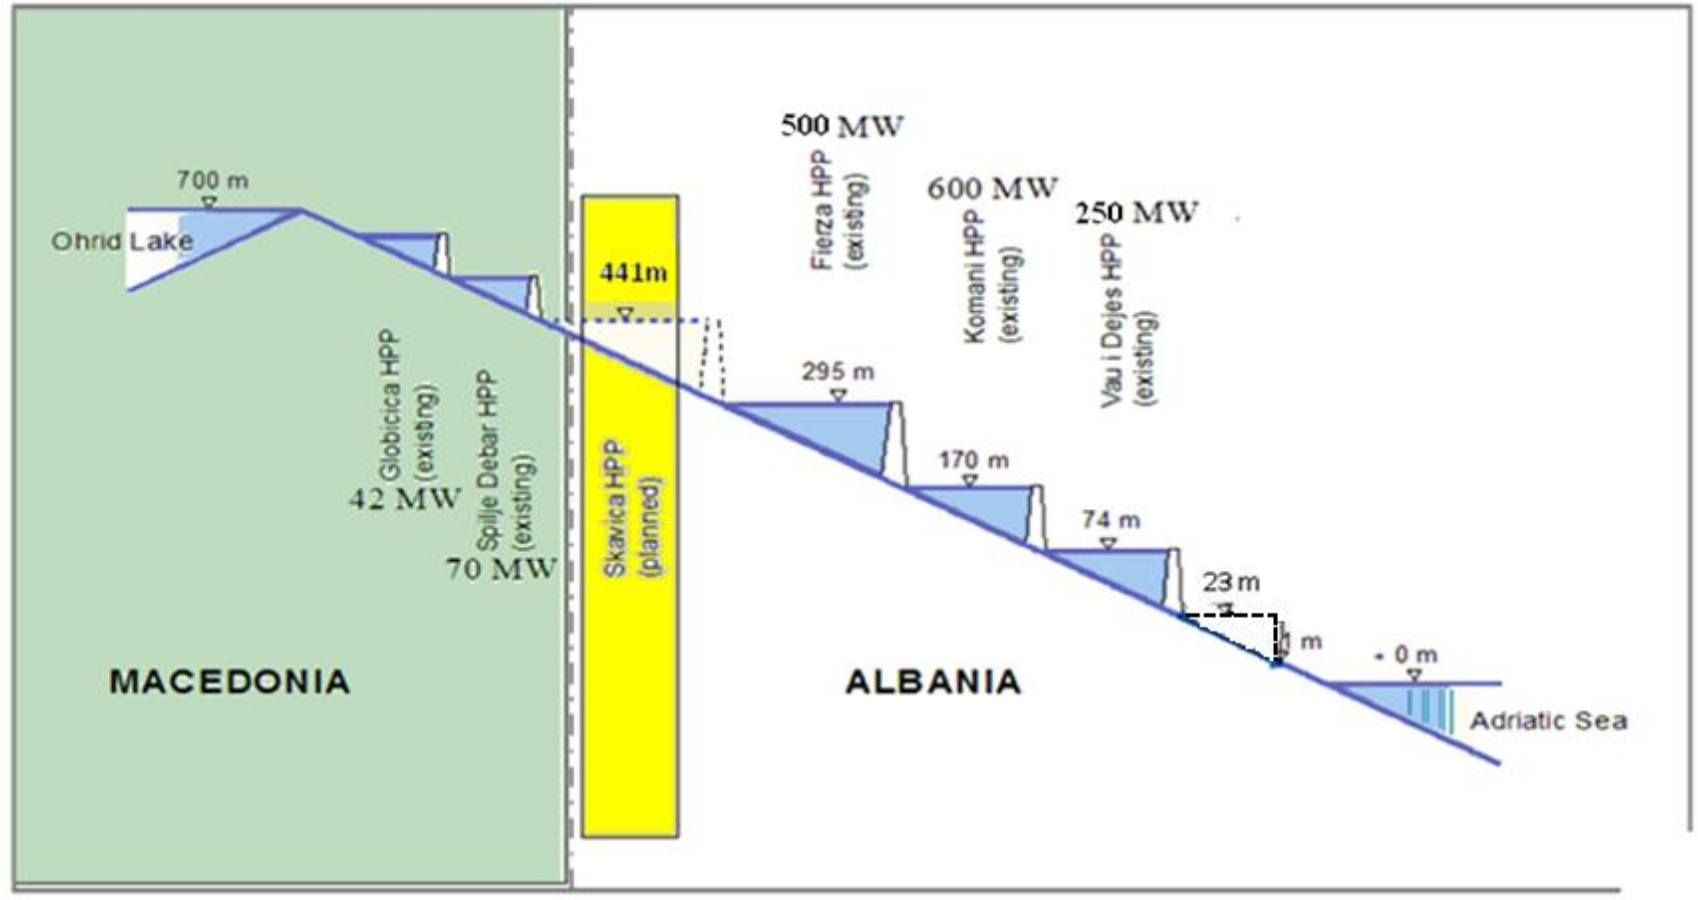 700 m
Ohrid Lake
Globicica HPP
(existing)
42 MW
Spilje Debar HPP
(existing)
70 MW
MACEDONIA
441m
Skavica HPP
(planned)
500 MW
Fierza HPP
(existing)
600 MW
Komani HPP
(existing)
250 MW
Vau i Dejes HPP
(existing)
295 m
170 m
74 m
23 m
1 m
+ 0 m
ALBANIA
Adriatic Sea